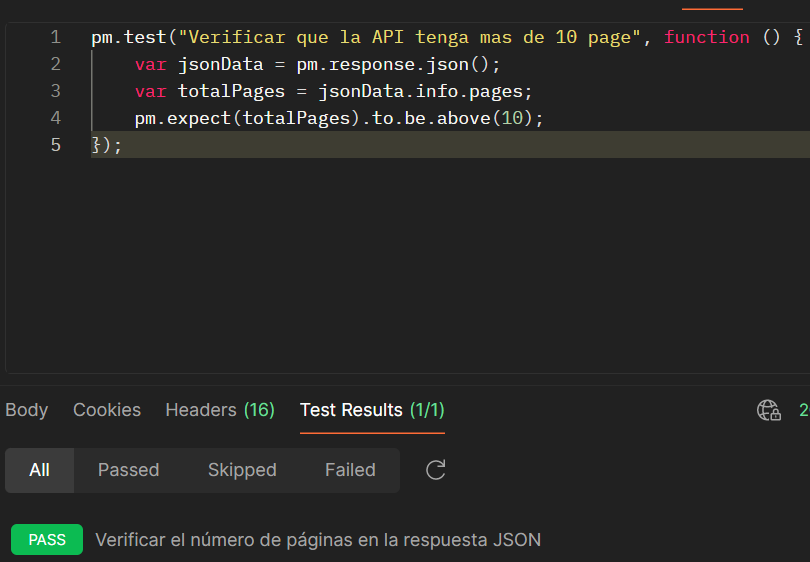 1 pm.test("Verificar que la API tenga mas de 10 page", function () {
2 var jsonData = pm.response.json();
3 var totalPages = jsonData.info.pages;
4 pm.expect(totalPages).to.be.above(10);
5 });
Body Cookies Headers (16) Test Results (1/1) 2
All Passed Skipped Failed
PASS Verificar el número de páginas en la respuesta JSON